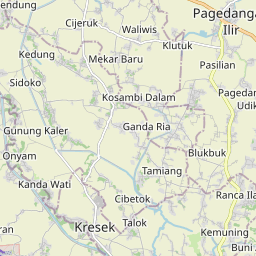 endung
Cijeruk
Waliwis
Pagedanga
Ilir
Klutuk
Kedung
Mekar Baru
Pasilian
Sidoko
Kosambi Dalam
Pagedan
Udik
Ganda Ria
Gunung Kaler
Onyam
Blukbuk
Tamiang
Kanda Wati
Cibetok
Ranca Ila
Kresek
Talok
Kemuning
Buni A